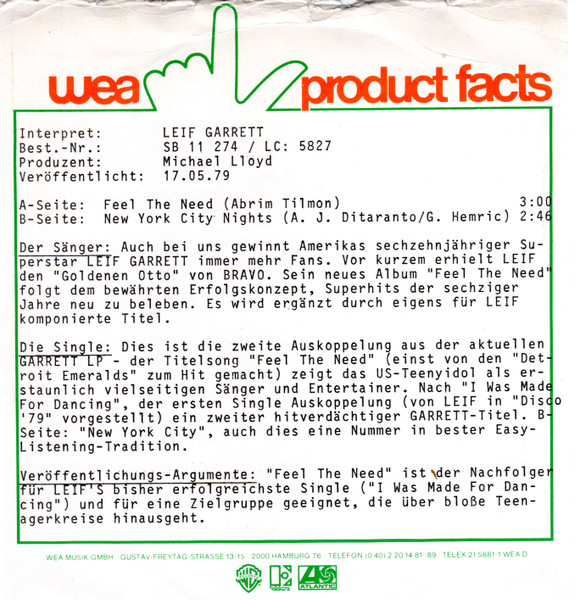 wea product facts
Interpret: LEIF GARRETT
Best.-Nr.: SB 11 274 / LC: 5827
Produzent: Michael Lloyd
Veröffentlicht: 17.05.79
A-Seite: Feel The Need (Abrim Tilmon) 3:00
B-Seite: New York City Nights (A. J. Ditaranto/G. Hemric) 2:46
Der Sänger: Auch bei uns gewinnt Amerikas sechzehnjähriger Su-
perstar LEIF GARRETT immer mehr Fans. Vor kurzem erhielt LEIF
den "Goldenen Otto" von BRAVO. Sein neues Album "Feel The Need"
folgt dem bewährten Erfolgskonzept, Superhits der sechziger
Jahre neu zu beleben. Es wird ergänzt durch eigens für LEIF
komponierte Titel.
Die Single: Dies ist die zweite Auskoppelung aus der aktuellen
GARRETT LP - der Titelsong "Feel The Need" (einst von den "Det-
roit Emeralds" zum Hit gemacht) zeigt das US-Teenyidol als er-
staunlich vielseitigen Sänger und Entertainer. Nach "I Was Made
For Dancing", der ersten Single Auskoppelung (von LEIF in "Disco
'79" vorgestellt) ein zweiter hitverdächtiger GARRETT-Titel. B-
Seite: "New York City", auch dies eine Nummer in bester Easy-
Listening-Tradition.
Veröffentlichungs-Argumente: "Feel The Need" ist der Nachfolger
für LEIF'S bisher erfolgreichste Single ("I Was Made For Dan-
cing") und für eine Zielgruppe geeignet, die über bloße Teen-
agerkreise hinausgeht.
WEA MUSIK GMBH · GUSTAV-FREYTAG-STRASSE 13-15 · 2000 HAMBURG 76 · TELEFON (0 40) 2 20 14 81-89 · TELEX 21 5881-1 WEA D
ATLANTIC